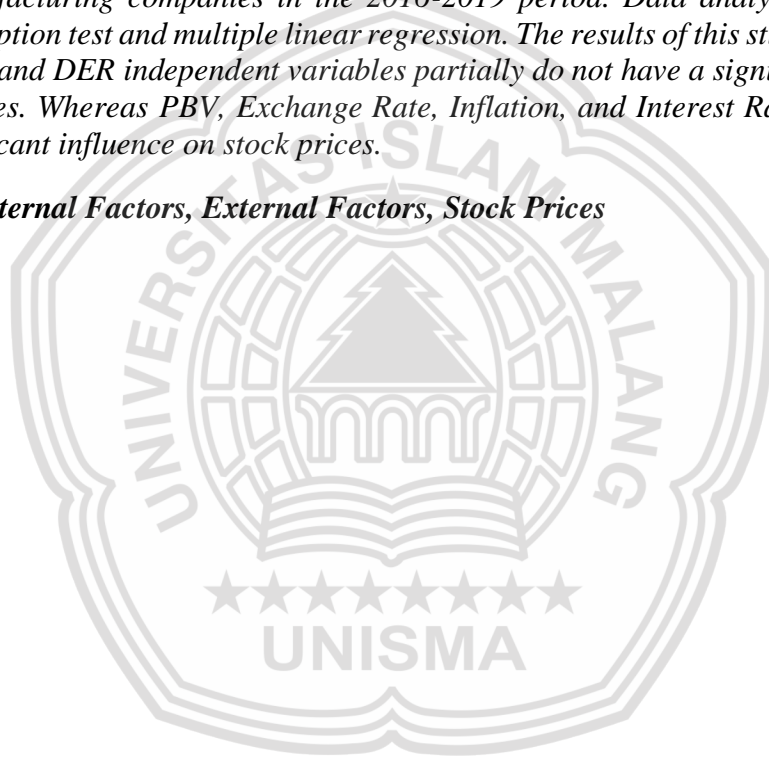 facturing companies in the 2016-2019 period. Data analy
ption test and multiple linear regression. The results of this st
and DER independent variables partially do not have a signi
es. Whereas PBV, Exchange Rate, Inflation, and Interest Ra
cant influence on stock prices.
ternal Factors, External Factors, Stock Prices
UNIVERSITAS ISLAM MALANG
UNISMA